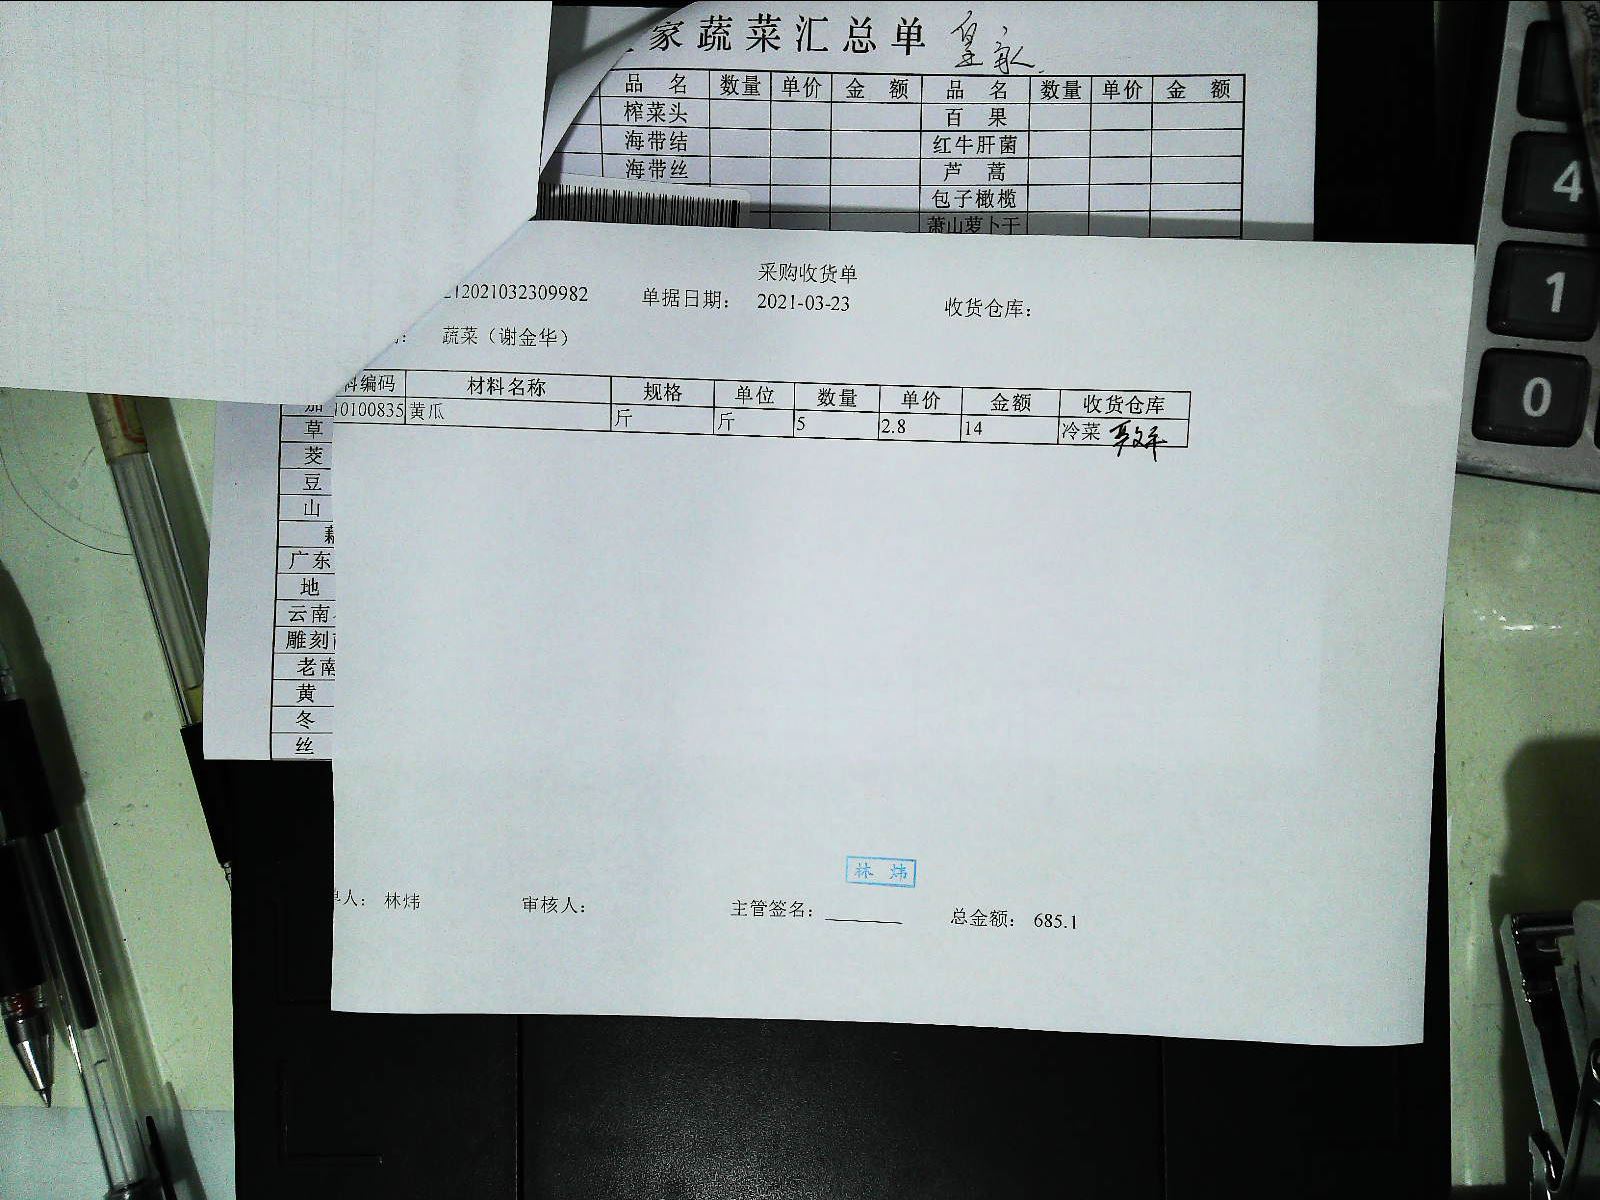 家蔬菜汇总单
品名 数量 单价 金额 品名 数量 单价 金额
榨菜头 百果
海带结 红牛肝菌
海带丝 芦蒿
包子橄榄
萧山萝卜干
采购收货单
2021032309982 单据日期: 2021-03-23 收货仓库:
蔬菜(谢金华)
料编码 材料名称 规格 单位 数量 单价 金额 收货仓库
10100835 黄瓜 斤 斤 5 2.8 14 冷菜
茄
草
茭
豆
山
藕
广东
地
云南
雕刻
老南
黄
冬
丝
林炜
单人: 林炜 审核人: 主管签名: 总金额: 685.1
4
1
0